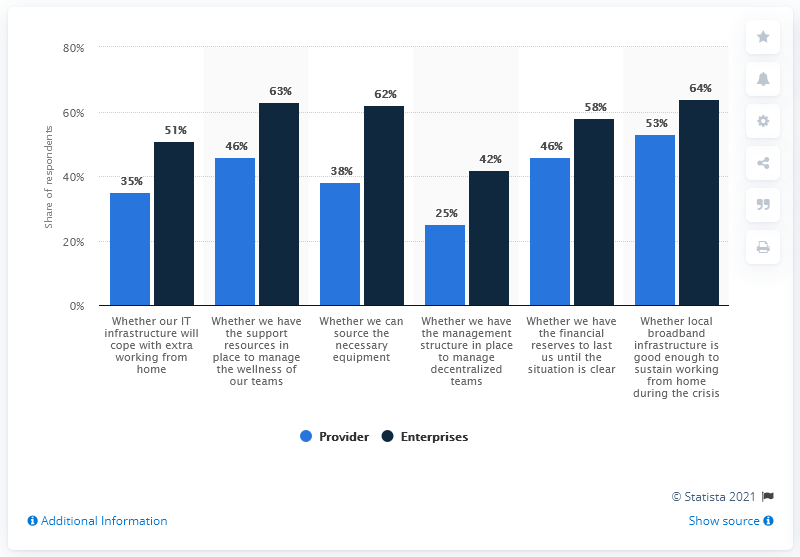 80%
60%
40%
20%
0%
Share of respondents
35%
51%
46%
63%
38%
62%
25%
42%
46%
58%
53%
64%
Whether our IT
infrastructure will
cope with extra
working from
home
Whether we have
the support
resources in
place to manage
the wellness of
our teams
Whether we can
source the
necessary
equipment
Whether we have
the management
structure in place
to manage
decentralized
teams
Whether we have
the financial
reserves to last
us until the
situation is clear
Whether local
broadband
infrastructure is
good enough to
sustain working
from home
during the crisis
Provider
Enterprises
© Statista 2021
Additional Information
Show source